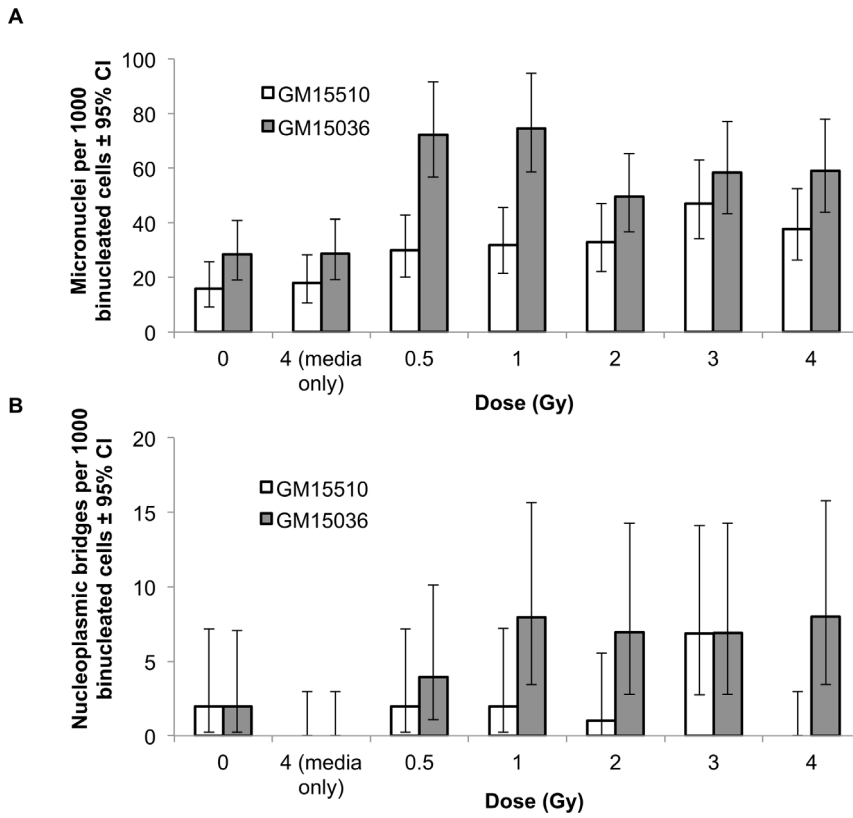 A
Micronuclei per 1000
binucleated cells ± 95% CI
100
80
60
40
20
0
GM15510
GM15036
0
4 (media
only)
0.5
1
2
3
4
Dose (Gy)
B
Nucleoplasmic bridges per 1000
binucleated cells ± 95% CI
20
15
10
5
0
GM15510
GM15036
0
4 (media
only)
0.5
1
2
3
4
Dose (Gy)